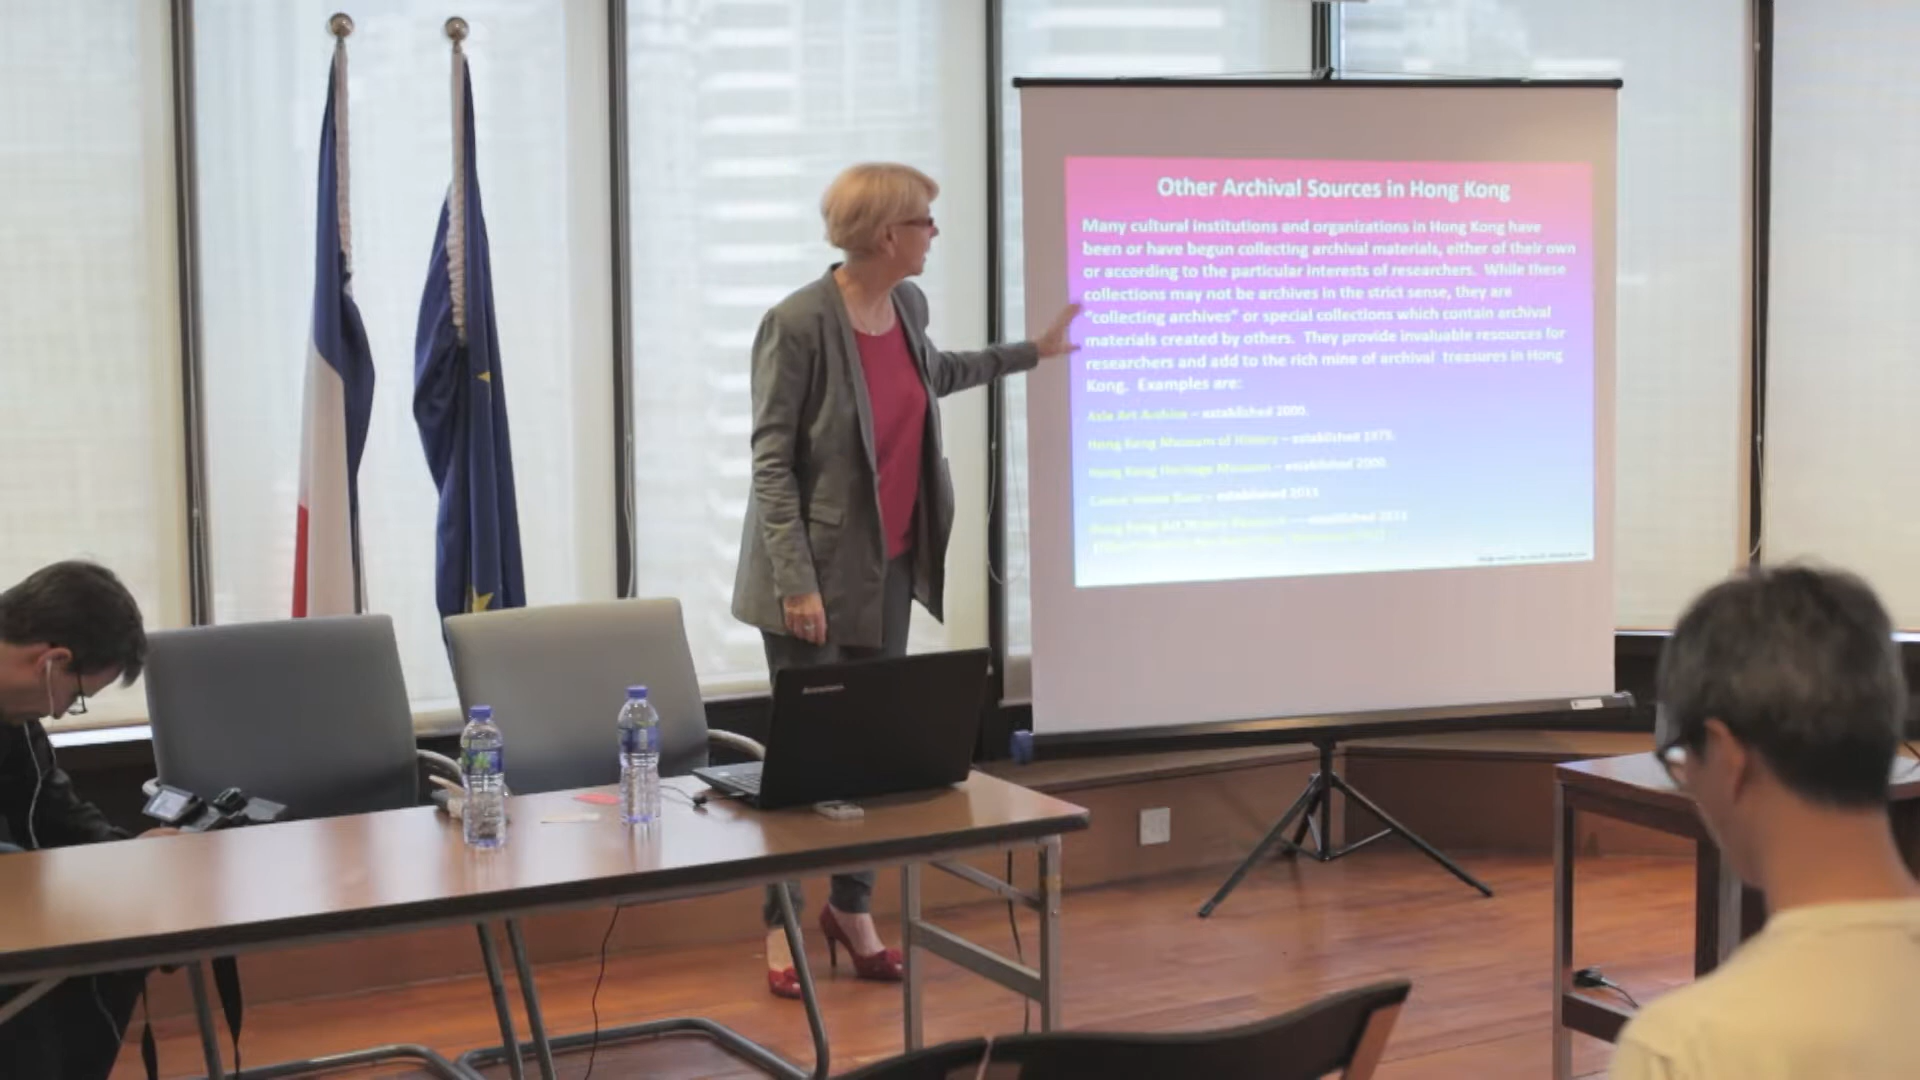 Other Archival Sources in Hong Kong
Many cultural institutions and organizations in Hong Kong have
been or have begun collecting archival materials, either of their own
or according to the particular interests of researchers. While these
collections may not be archives in the strict sense, they are
"collecting archives" or special collections which contain archival
materials created by others. They provide invaluable resources for
researchers and add to the rich mine of archival treasures in Hong
Kong. Examples are:
– established
Hong Kong Museum of History – established 1975.
Hong Kong Heritage Museum – established 2000.
– established
Hong Kong Art History Research – established